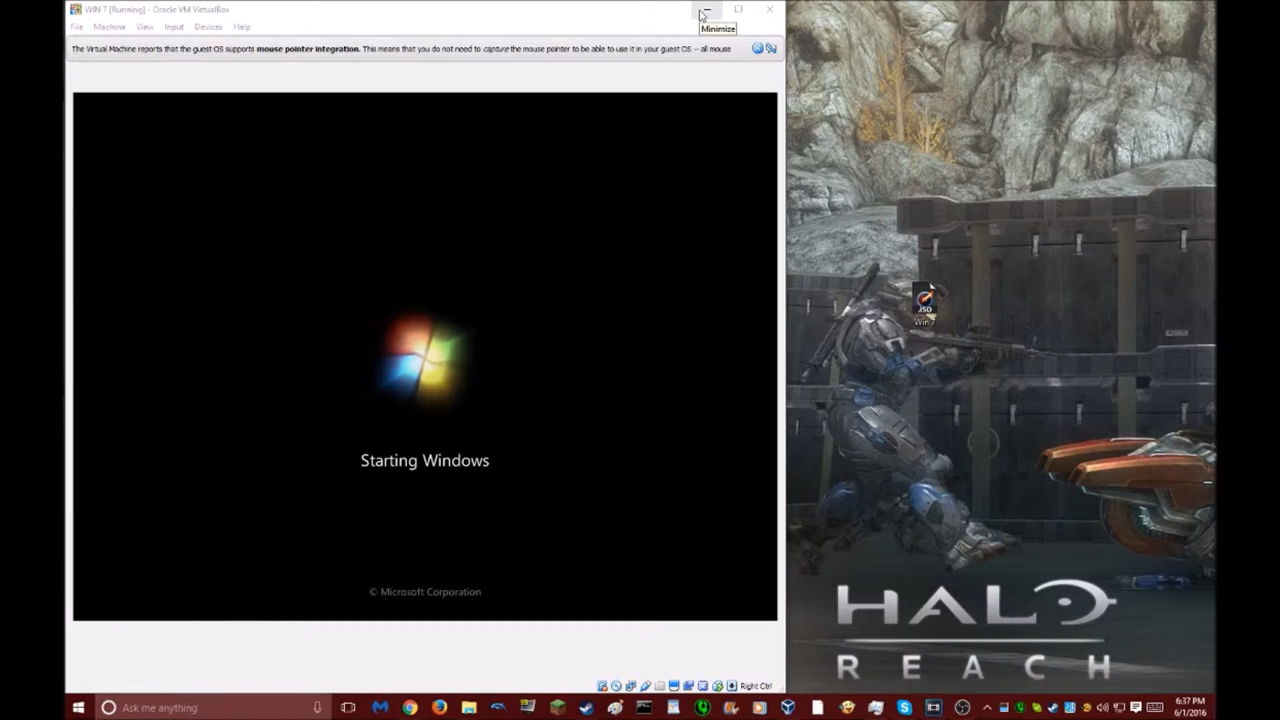 WIN 7 [Running] - Oracle VM VirtualBox
File Machine View Input Devices Help
Minimize
The Virtual Machine reports that the guest OS supports mouse pointer integration. This means that you do not need to capture the mouse pointer to be able to use it in your guest OS -- all mouse
ISO
Win 7
Starting Windows
© Microsoft Corporation
HALO
REACH
Right Ctrl
Ask me anything
6:37 PM
6/1/2016